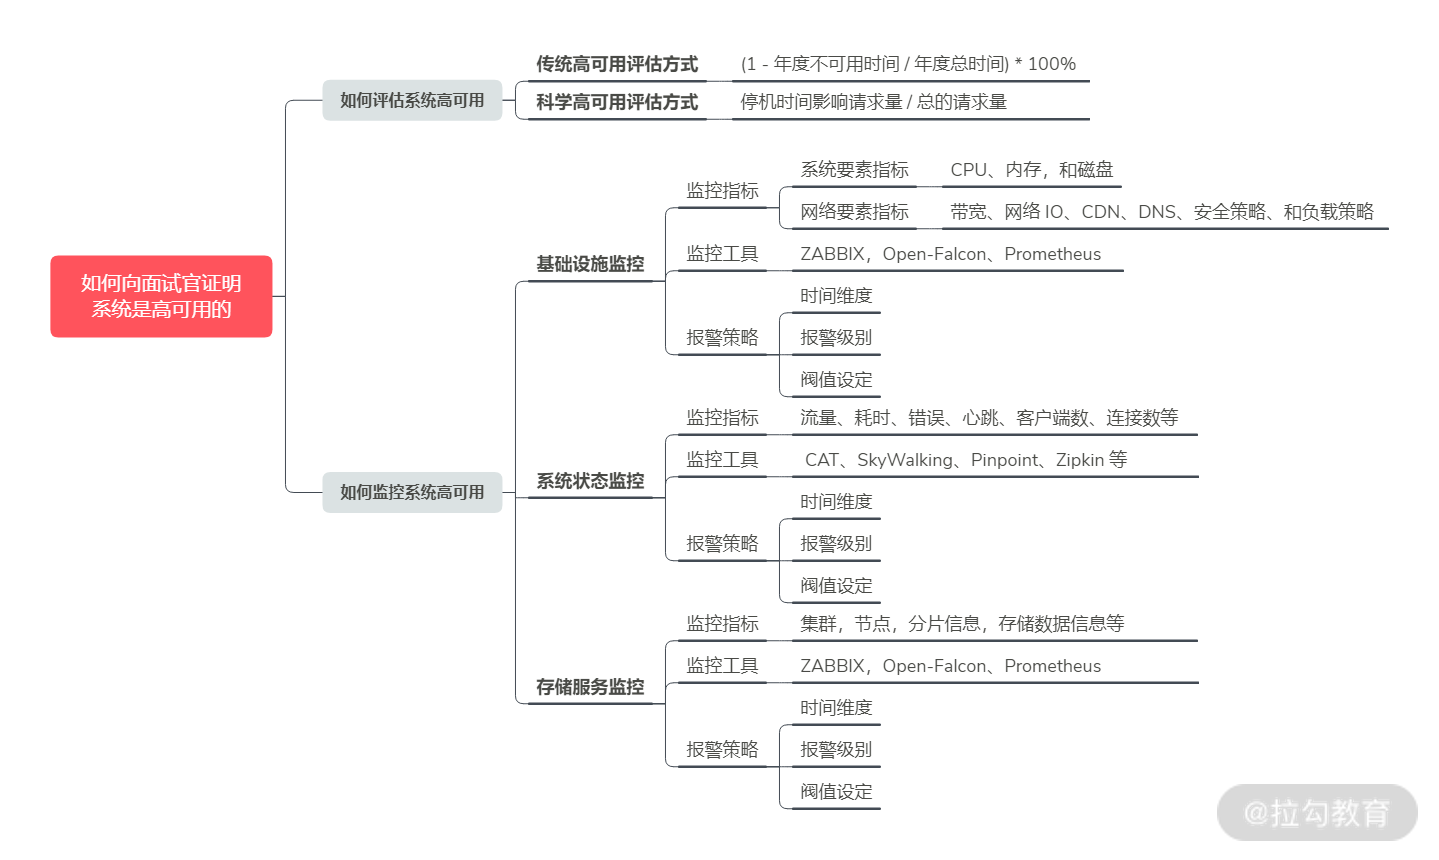 如何向面试官证明
系统是高可用的
如何评估系统高可用
传统高可用评估方式
(1 - 年度不可用时间 / 年度总时间) * 100%
科学高可用评估方式
停机时间影响请求量 / 总的请求量
如何监控系统高可用
基础设施监控
监控指标
系统要素指标
CPU、内存，和磁盘
网络要素指标
带宽、网络 IO、CDN、DNS、安全策略、和负载策略
监控工具
ZABBIX，Open-Falcon、Prometheus
报警策略
时间维度
报警级别
阀值设定
系统状态监控
监控指标
流量、耗时、错误、心跳、客户端数、连接数等
监控工具
CAT、SkyWalking、Pinpoint、Zipkin 等
报警策略
时间维度
报警级别
阀值设定
存储服务监控
监控指标
集群，节点，分片信息，存储数据信息等
监控工具
ZABBIX，Open-Falcon、Prometheus
报警策略
时间维度
报警级别
阀值设定
@拉勾教育